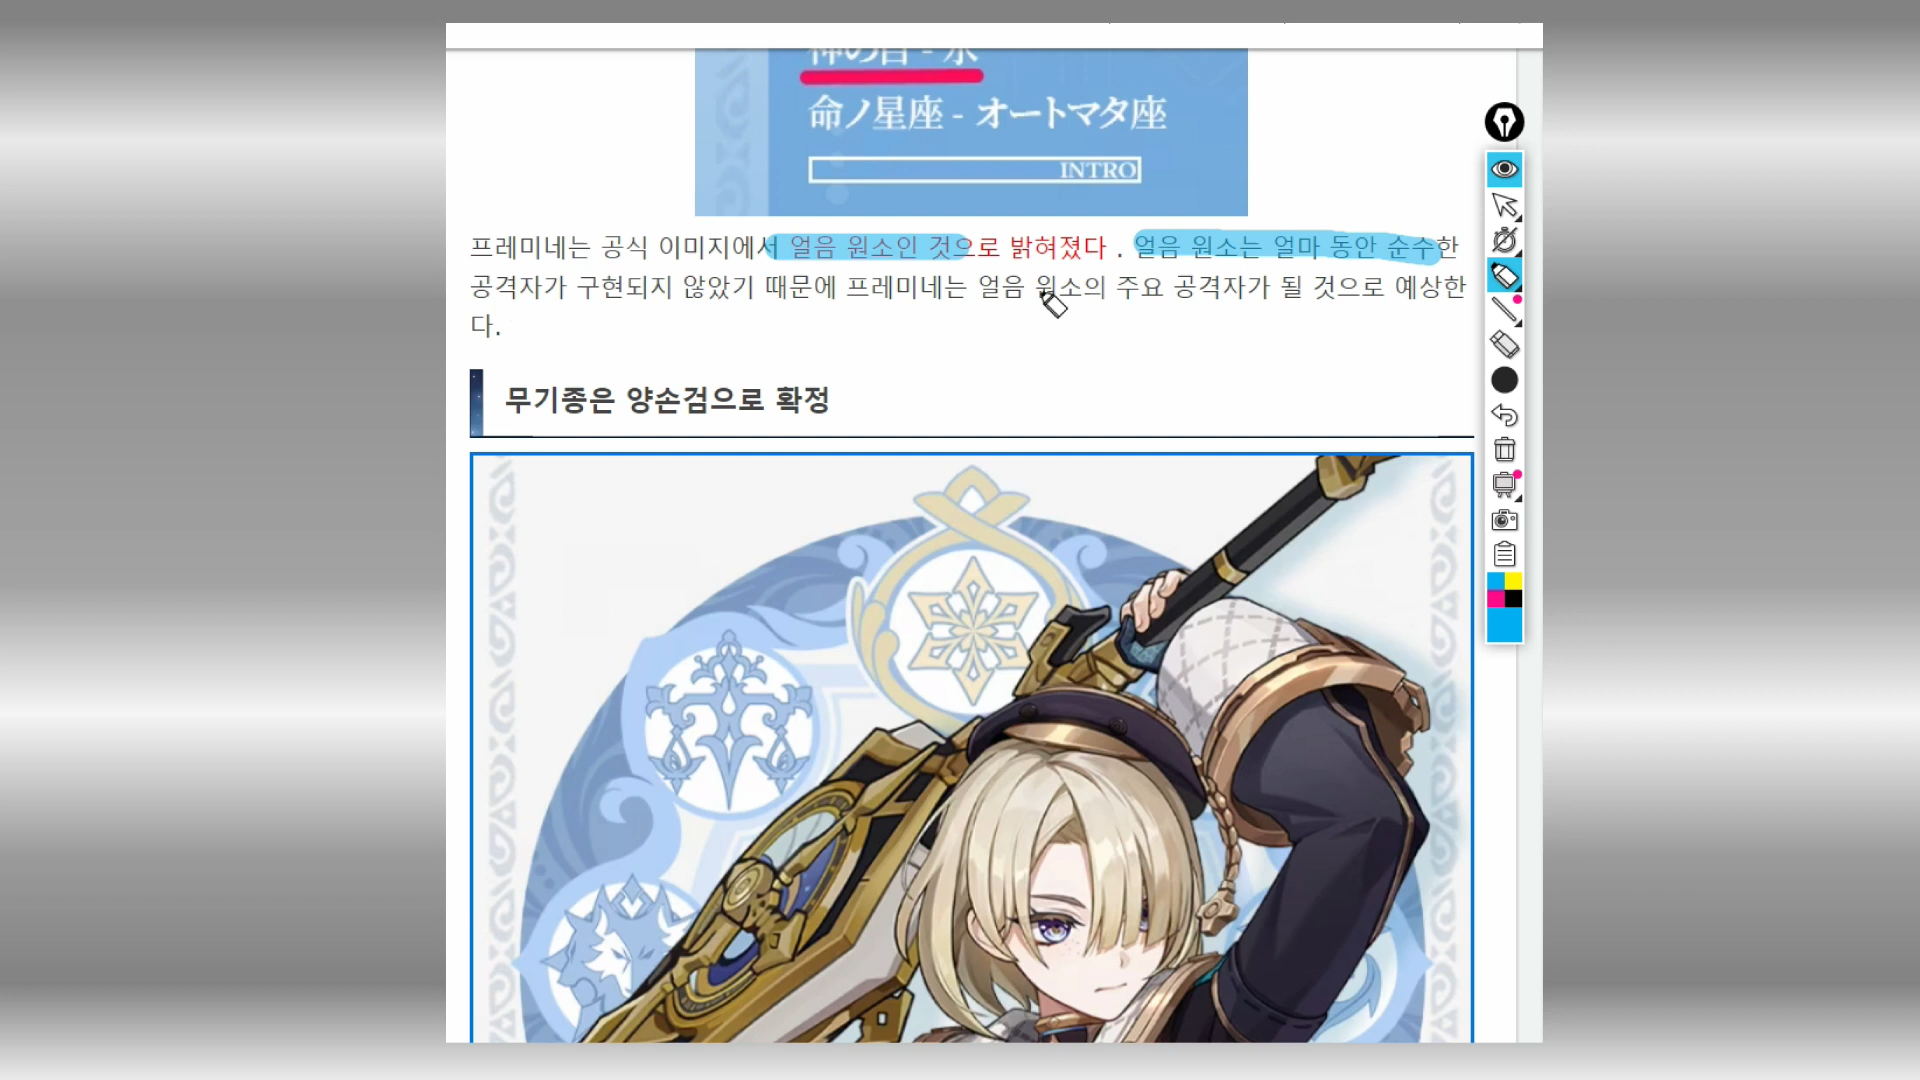 神の目 - 氷
命ノ星座 - オートマタ座
INTRO
프레미네는 공식 이미지에서 얼음 원소인 것으로 밝혀졌다 . 얼음 원소는 얼마 동안 순수한
공격자가 구현되지 않았기 때문에 프레미네는 얼음 원소의 주요 공격자가 될 것으로 예상한
다.
무기종은 양손검으로 확정